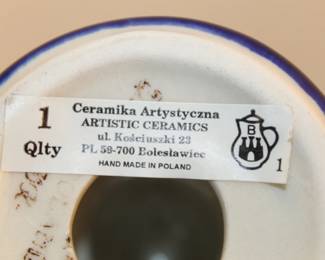 1
Qlty
Ceramika Artystyczna
ARTISTIC CERAMICS
ul. Kościuszki 23
PL 59-700 Bolesławiec
HAND MADE IN POLAND
B
1